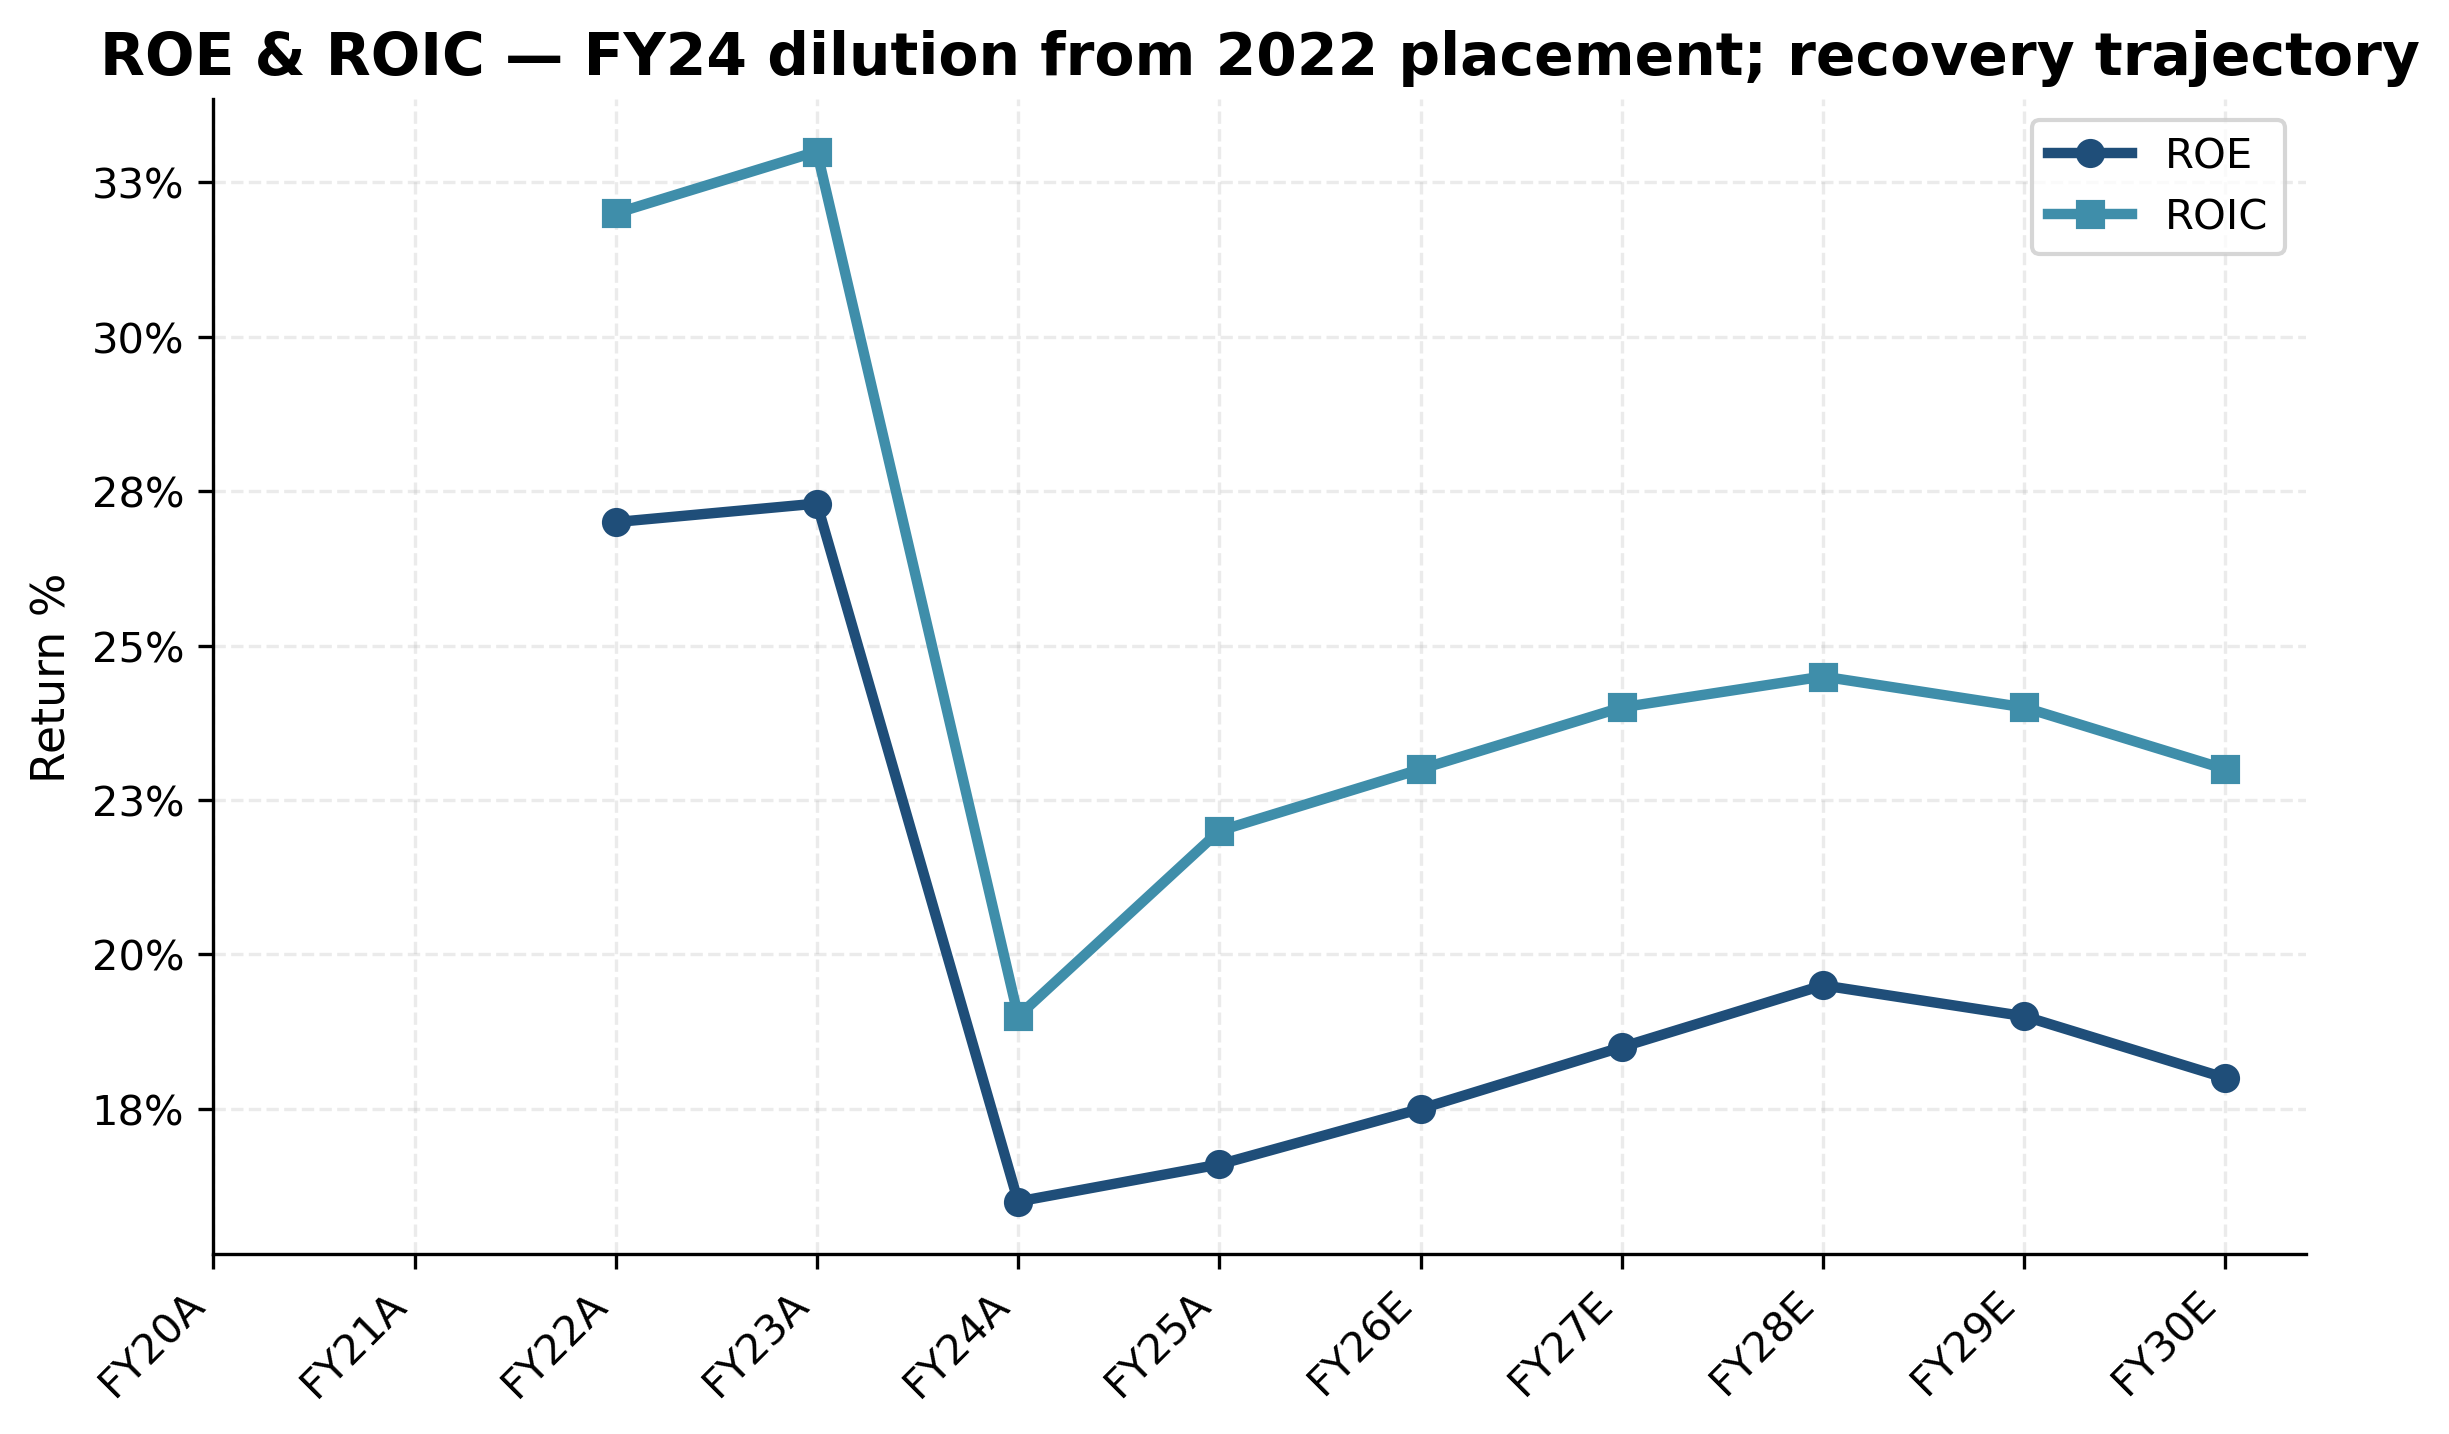 ROE & ROIC — FY24 dilution from 2022 placement; recovery trajectory
ROE
ROIC
Return %
33%
30%
28%
25%
23%
20%
18%
FY20A
FY21A
FY22A
FY23A
FY24A
FY25A
FY26E
FY27E
FY28E
FY29E
FY30E